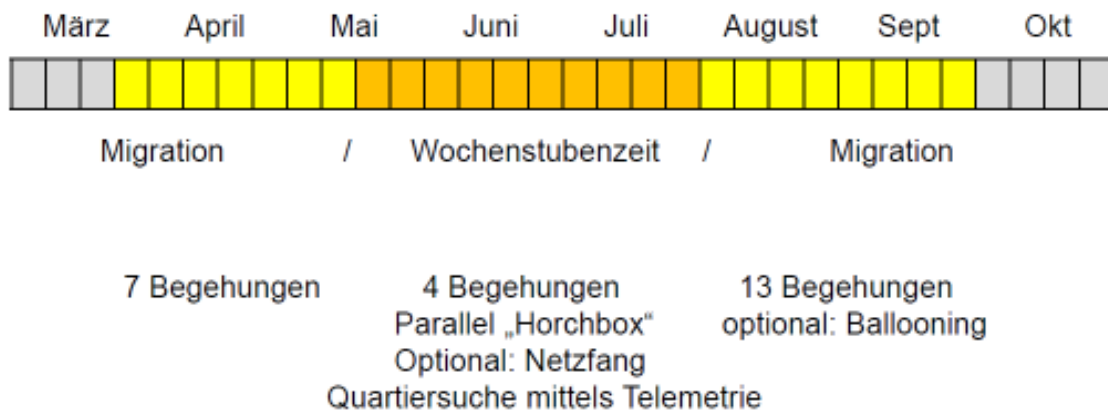 März April Mai Juni Juli August Sept Okt
Migration / Wochenstubenzeit / Migration
7 Begehungen 4 Begehungen 13 Begehungen
Parallel „Horchbox“ optional: Ballooning
Optional: Netzfang
Quartiersuche mittels Telemetrie